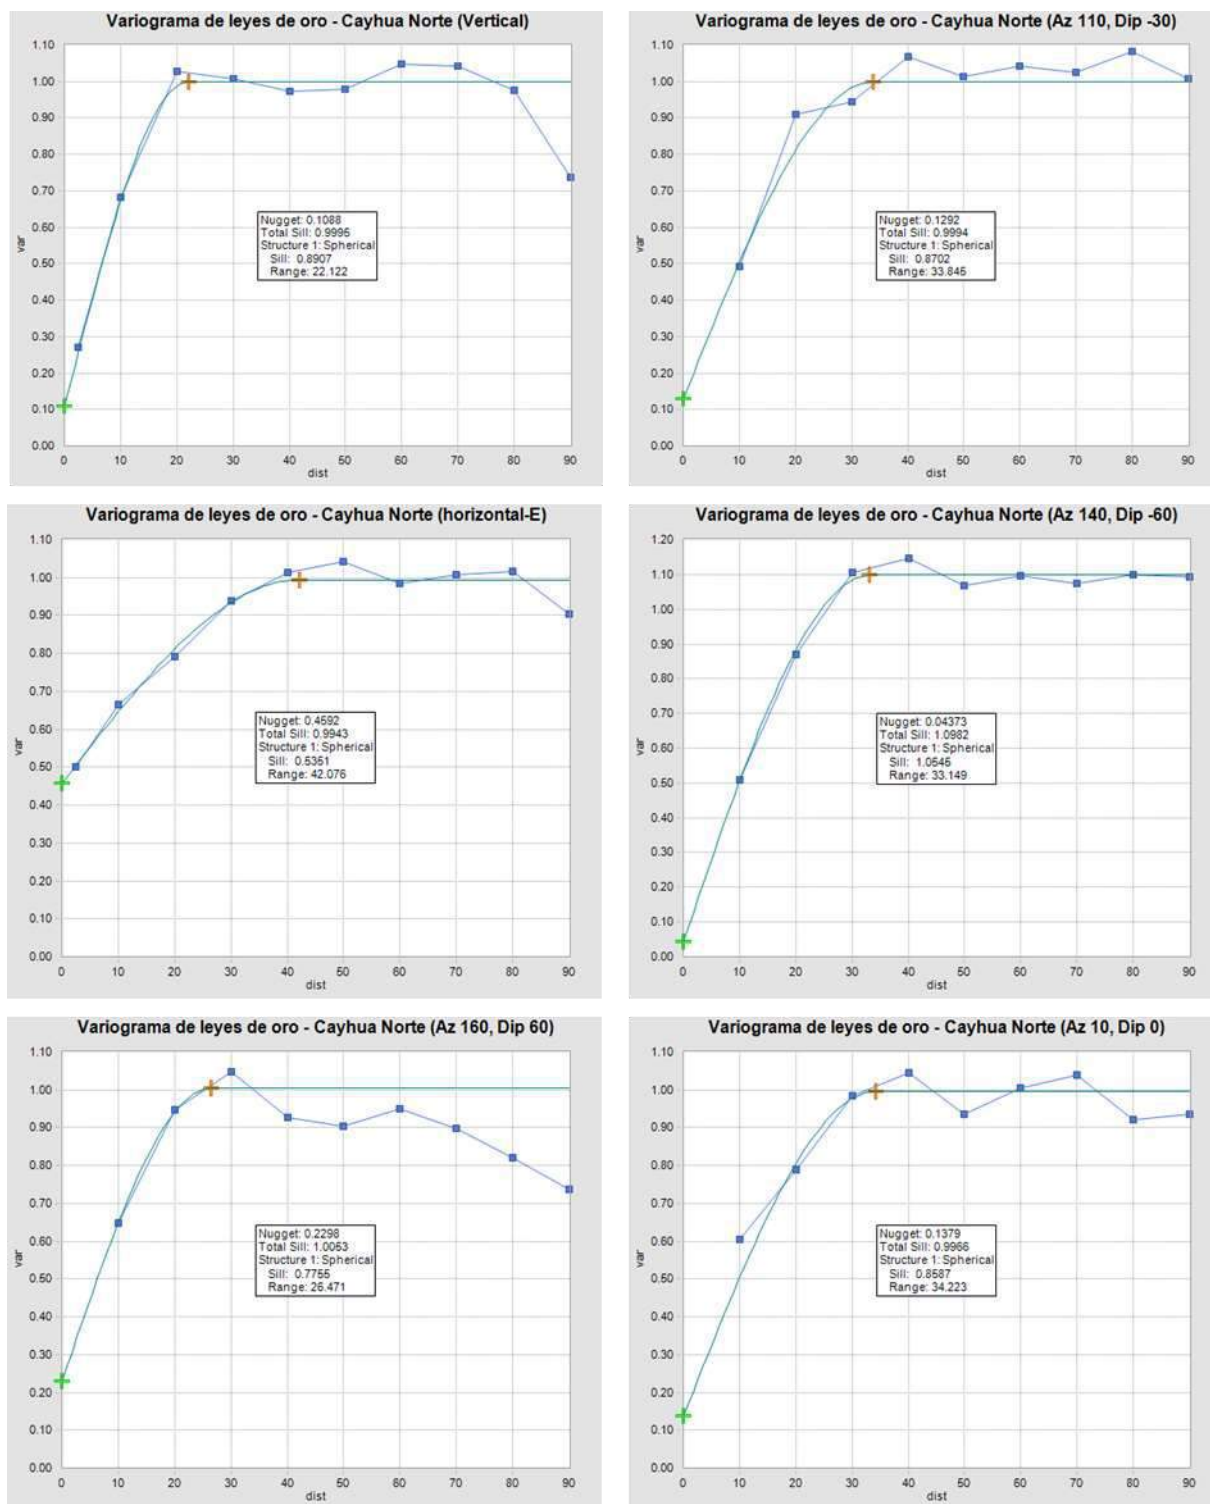 Variograma de leyes de oro - Cayhua Norte (Vertical)
1.10
1.00
0.90
0.80
0.70
0.60
0.50
0.40
0.30
0.20
0.10
0.00
var
Nugget: 0.1088
Total Sill: 0.9995
Structure 1: Spherical
Sill: 0.8907
Range: 22.122
0 10 20 30 40 50 60 70 80 90
dist
Variograma de leyes de oro - Cayhua Norte (Az 110, Dip -30)
1.10
1.00
0.90
0.80
0.70
0.60
0.50
0.40
0.30
0.20
0.10
0.00
var
Nugget: 0.1292
Total Sill: 0.9994
Structure 1: Spherical
Sill: 0.8702
Range: 33.845
0 10 20 30 40 50 60 70 80 90
dist
Variograma de leyes de oro - Cayhua Norte (horizontal-E)
1.10
1.00
0.90
0.80
0.70
0.60
0.50
0.40
0.30
0.20
0.10
0.00
var
Nugget: 0.4592
Total Sill: 0.9943
Structure 1: Spherical
Sill: 0.5351
Range: 42.076
0 10 20 30 40 50 60 70 80 90
dist
Variograma de leyes de oro - Cayhua Norte (Az 140, Dip -60)
1.20
1.10
1.00
0.90
0.80
0.70
0.60
0.50
0.40
0.30
0.20
0.10
0.00
var
Nugget: 0.04373
Total Sill: 1.0982
Structure 1: Spherical
Sill: 1.0545
Range: 33.149
0 10 20 30 40 50 60 70 80 90
dist
Variograma de leyes de oro - Cayhua Norte (Az 160, Dip 60)
1.10
1.00
0.90
0.80
0.70
0.60
0.50
0.40
0.30
0.20
0.10
0.00
var
Nugget: 0.2298
Total Sill: 1.0053
Structure 1: Spherical
Sill: 0.7755
Range: 26.471
0 10 20 30 40 50 60 70 80 90
dist
Variograma de leyes de oro - Cayhua Norte (Az 10, Dip 0)
1.10
1.00
0.90
0.80
0.70
0.60
0.50
0.40
0.30
0.20
0.10
0.00
var
Nugget: 0.1379
Total Sill: 0.9966
Structure 1: Spherical
Sill: 0.8587
Range: 34.223
0 10 20 30 40 50 60 70 80 90
dist